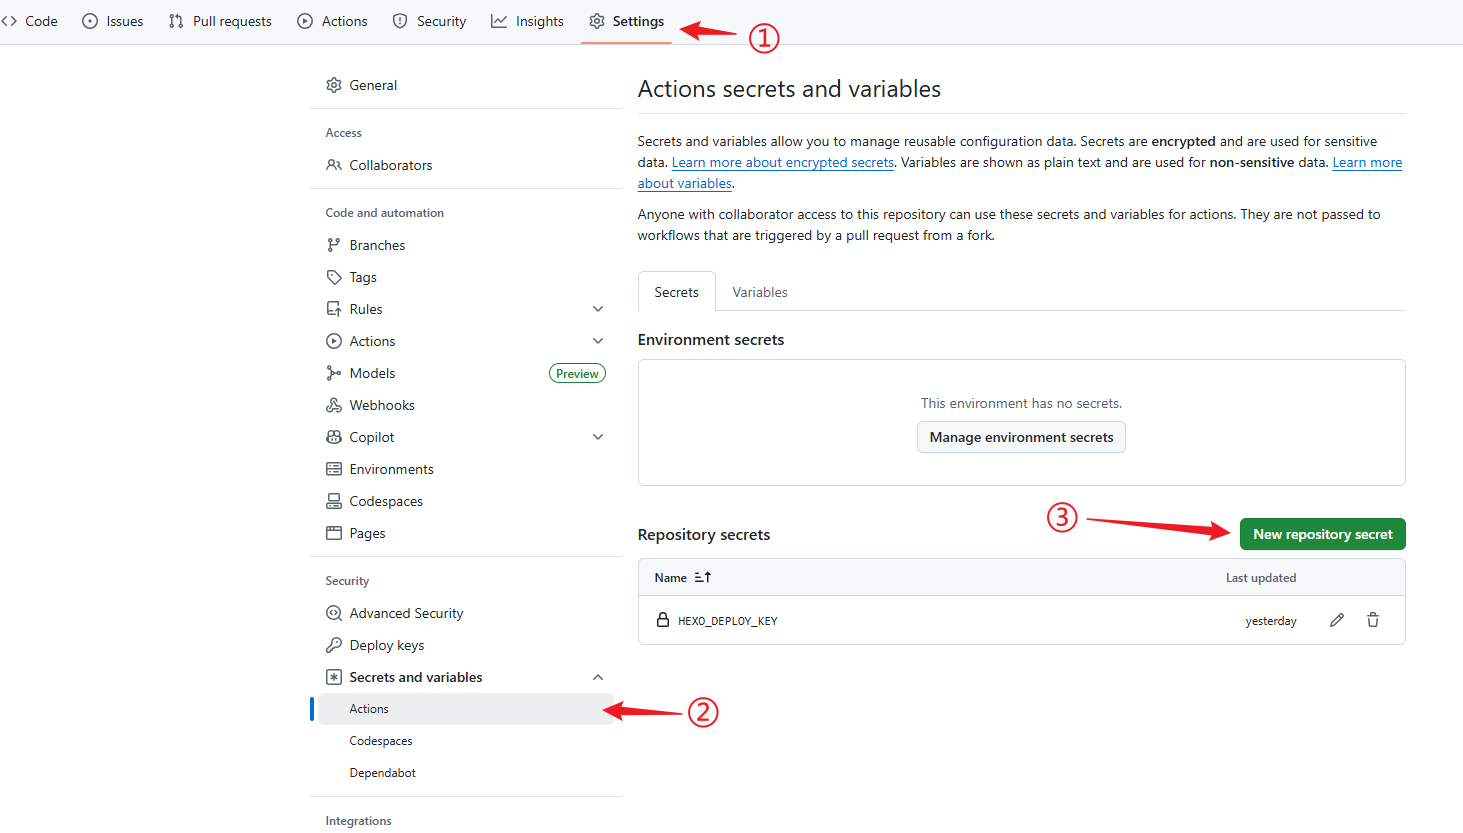 Code Issues Pull requests Actions Security Insights Settings
①
General
Access
Collaborators
Code and automation
Branches
Tags
Rules
Actions
Models Preview
Webhooks
Copilot
Environments
Codespaces
Pages
Security
Advanced Security
Deploy keys
Secrets and variables
Actions
②
Codespaces
Dependabot
Integrations
Actions secrets and variables
Secrets and variables allow you to manage reusable configuration data. Secrets are encrypted and are used for sensitive
data. Learn more about encrypted secrets. Variables are shown as plain text and are used for non-sensitive data. Learn more
about variables.
Anyone with collaborator access to this repository can use these secrets and variables for actions. They are not passed to
workflows that are triggered by a pull request from a fork.
Secrets Variables
Environment secrets
This environment has no secrets.
Manage environment secrets
③
Repository secrets New repository secret
Name Last updated
HEXO_DEPLOY_KEY yesterday